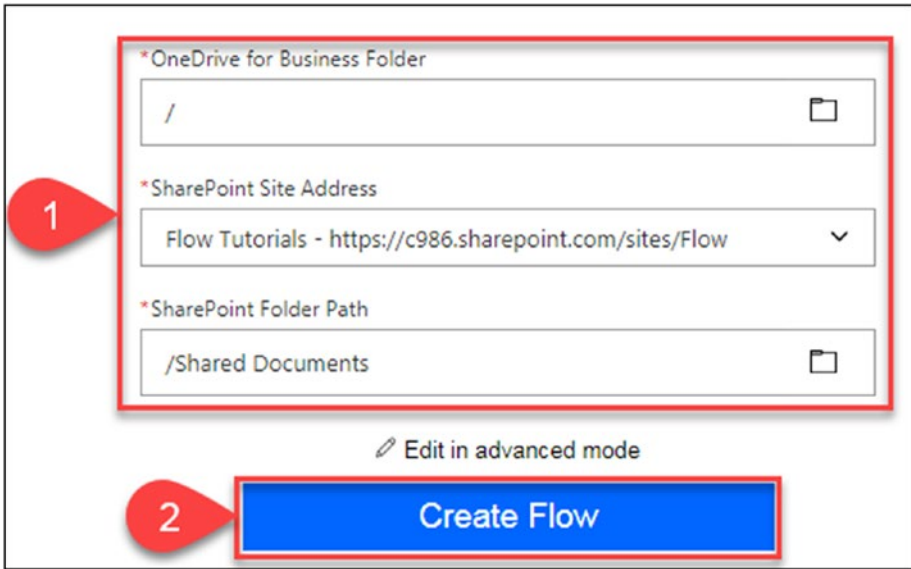 *OneDrive for Business Folder
/
*SharePoint Site Address
1
Flow Tutorials - https://c986.sharepoint.com/sites/Flow
*SharePoint Folder Path
/Shared Documents
Edit in advanced mode
2
Create Flow